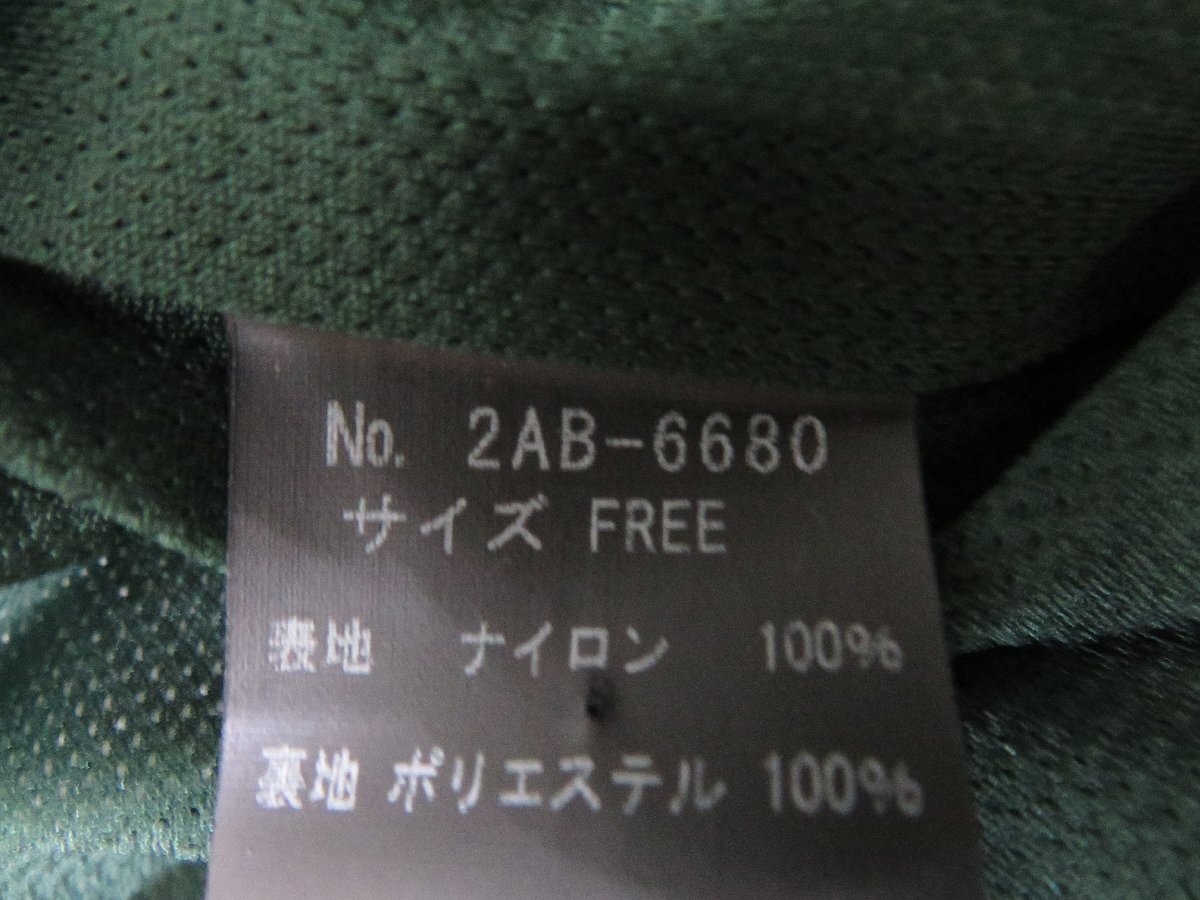 No. 2AB-6680
サイズ FREE
表地 ナイロン 100%
裏地 ポリエステル 100%